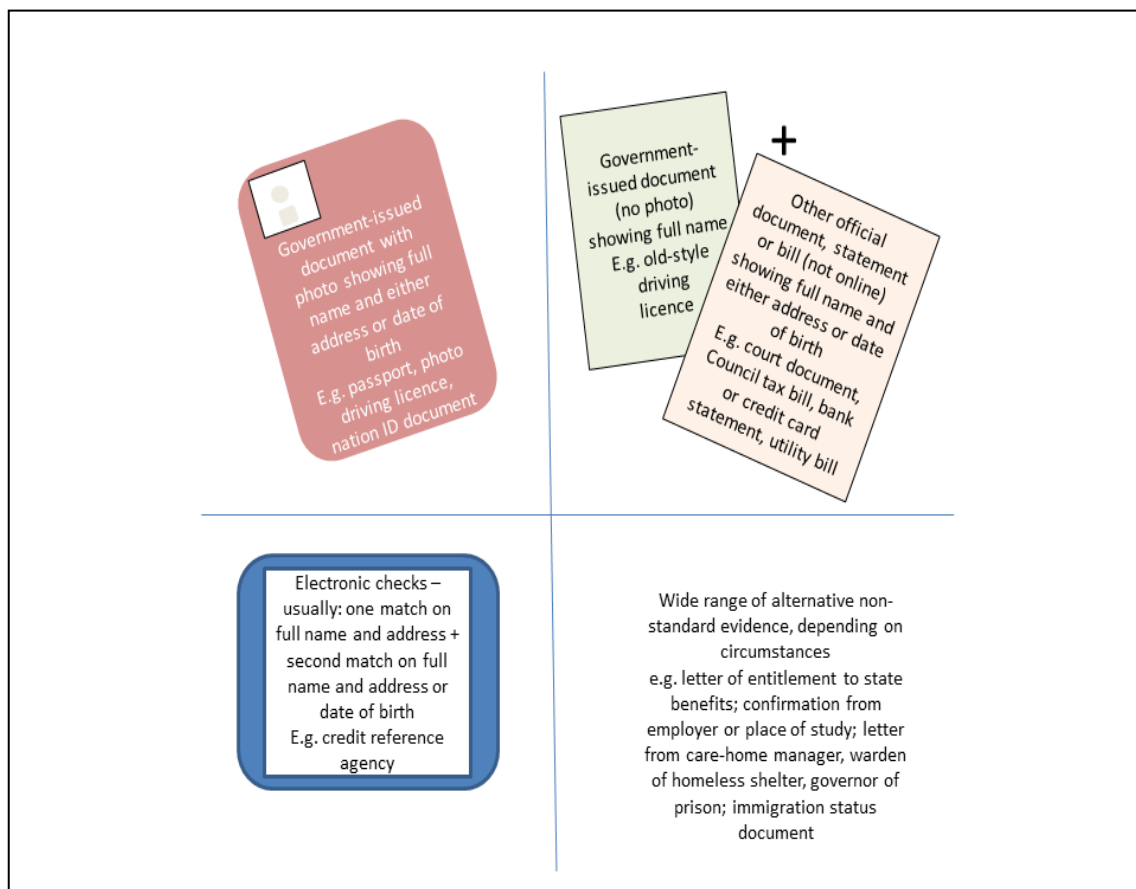 Government-issued
document with
photo showing full
name and either
address or date of
birth
E.g. passport, photo
driving licence,
nation ID document
Government-
issued document
(no photo)
showing full name
E.g. old-style
driving
licence
+
Other official
document, statement
or bill (not online)
showing full name and
either address or date
of birth
E.g. court document,
Council tax bill, bank
or credit card
statement, utility bill
Electronic checks –
usually: one match on
full name and address +
second match on full
name and address or
date of birth
E.g. credit reference
agency
Wide range of alternative non-
standard evidence, depending on
circumstances
e.g. letter of entitlement to state
benefits; confirmation from
employer or place of study; letter
from care-home manager, warden
of homeless shelter, governor of
prison; immigration status
document